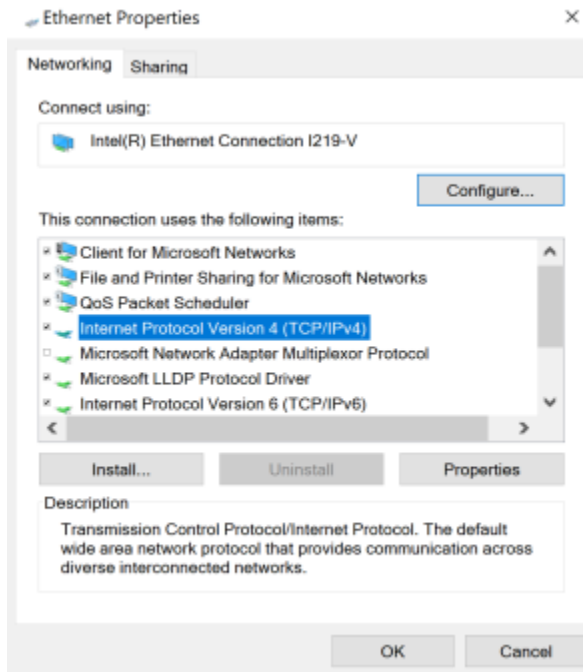 Ethernet Properties
Networking Sharing
Connect using:
Intel(R) Ethernet Connection I219-V
Configure...
This connection uses the following items:
Client for Microsoft Networks
File and Printer Sharing for Microsoft Networks
QoS Packet Scheduler
Internet Protocol Version 4 (TCP/IPv4)
Microsoft Network Adapter Multiplexor Protocol
Microsoft LLDP Protocol Driver
Internet Protocol Version 6 (TCP/IPv6)
Install... Uninstall Properties
Description
Transmission Control Protocol/Internet Protocol. The default
wide area network protocol that provides communication across
diverse interconnected networks.
OK Cancel